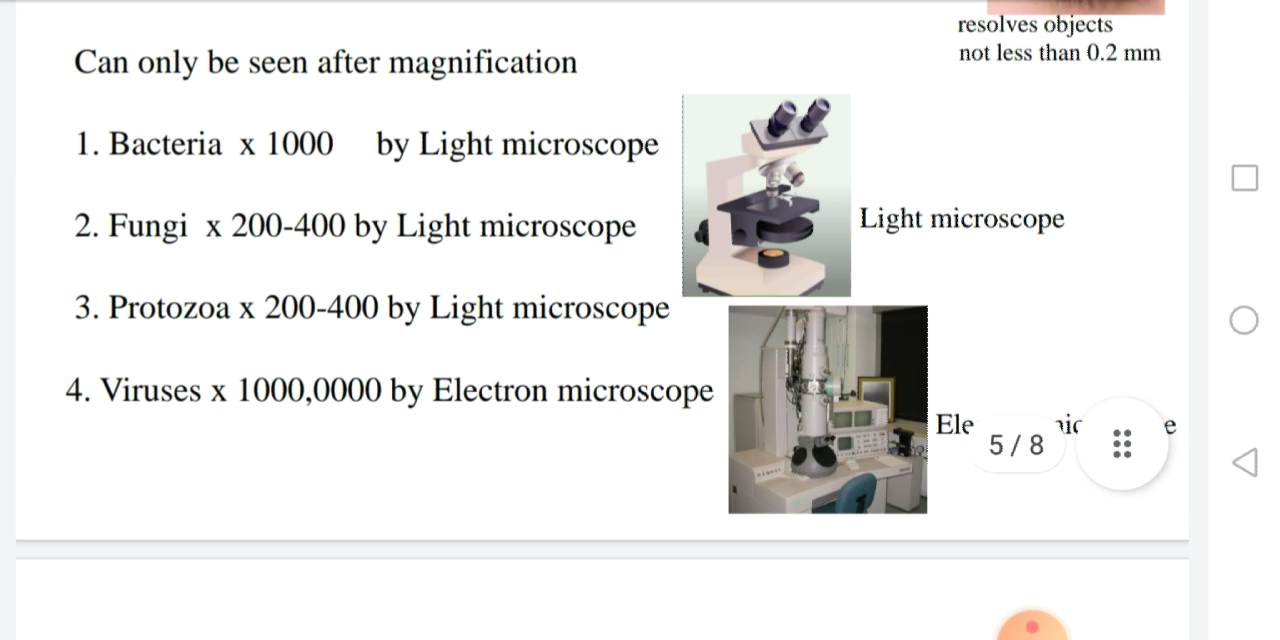 resolves objects
not less than 0.2 mm
Can only be seen after magnification
1. Bacteria x 1000 by Light microscope
2. Fungi x 200-400 by Light microscope
Light microscope
3. Protozoa x 200-400 by Light microscope
4. Viruses x 1000,0000 by Electron microscope
5 / 8